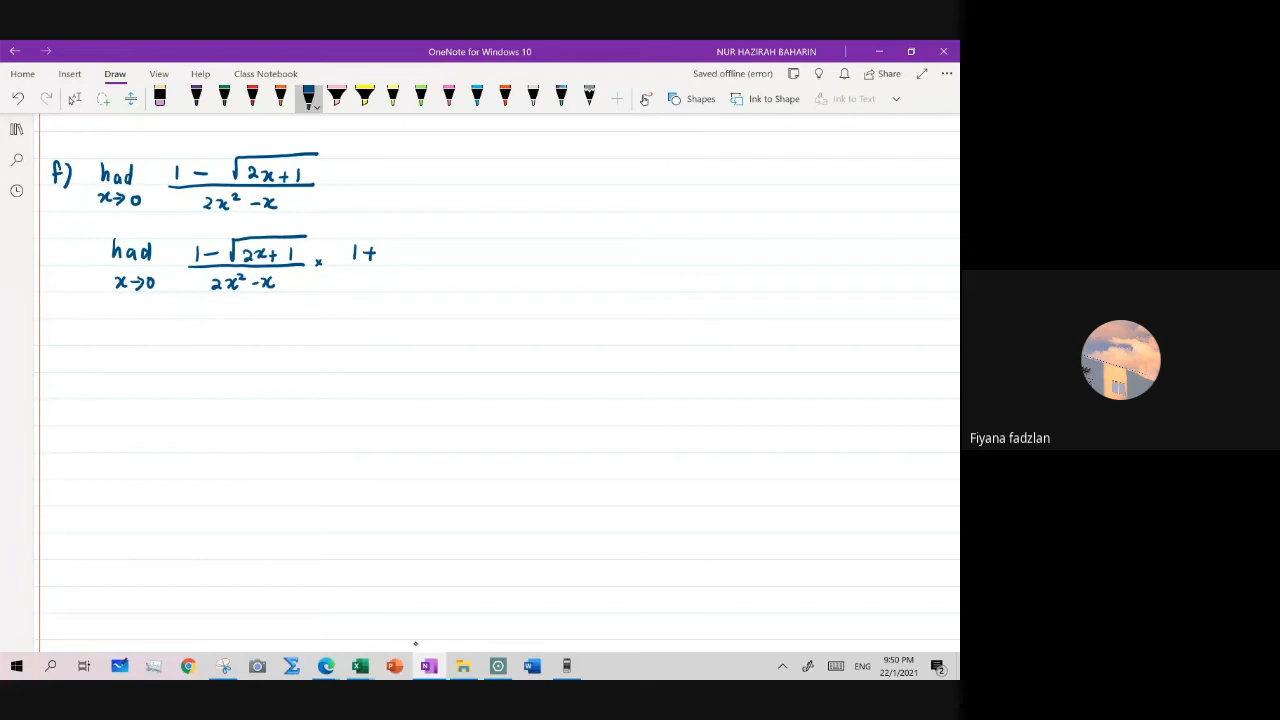 OneNote for Windows 10
NUR HAZIRAH BAHARIN
Home Insert Draw View Help Class Notebook
Saved offline (error) Share
Shapes Ink to Shape Ink to Text
f) had x→0 (1 - √(2x+1)) / (2x² - x)
had x→0 (1 - √(2x+1)) / (2x² - x) × 1+
Fiyana fadzlan
ENG
9:50 PM
22/1/2021
2